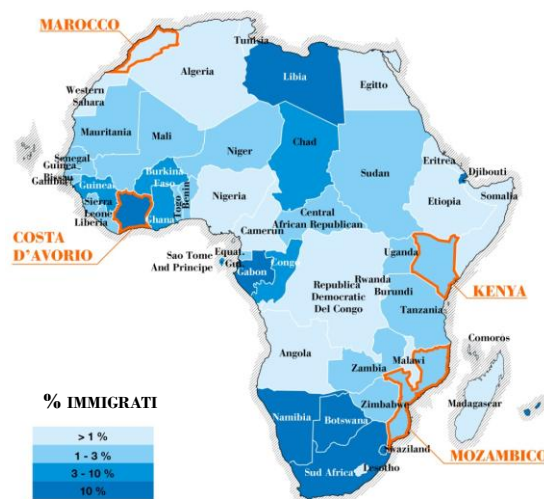 MAROCCO
Tunisia
Algeria
Libia
Egitto
Western
Sahara
Mauritania
Mali
Niger
Chad
Sudan
Eritrea
Djibouti
Senegal
Guinea
Bissau
Gambia
Guinea
Burkina
Faso
Benin
Togo
Ghana
Nigeria
Etiopia
Somalia
Sierra
Leone
Liberia
COSTA
D'AVORIO
Central
African Republican
Camerun
Sao Tome
And Principe
Equat.
Gui.
Gabon
Congo
Uganda
Rwanda
Burundi
KENYA
Republica
Democratic
Del Congo
Tanzania
Comoros
Angola
Zambia
Malawi
Madagascar
Zimbabwe
Namibia
Botswana
Swaziland
MOZAMBICO
Sud Africa
Lesotho
% IMMIGRATI
> 1 %
1 - 3 %
3 - 10 %
10 %